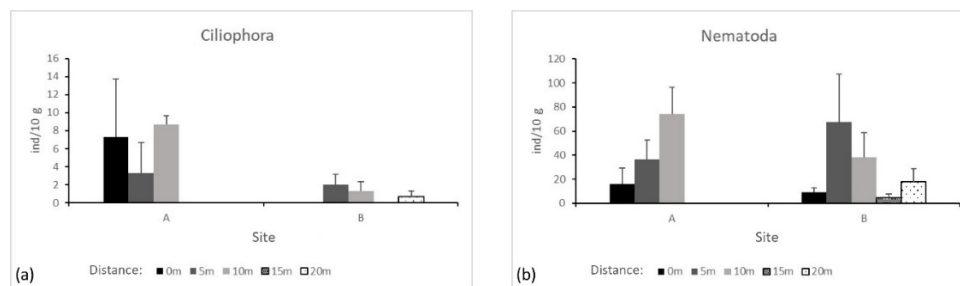 Ciliophora
ind/10 g
16
14
12
10
8
6
4
2
0
A B
Site
(a) Distance: 0m 5m 10m 15m 20m
Nematoda
ind/10 g
120
100
80
60
40
20
0
A B
Site
(b) Distance: 0m 5m 10m 15m 20m